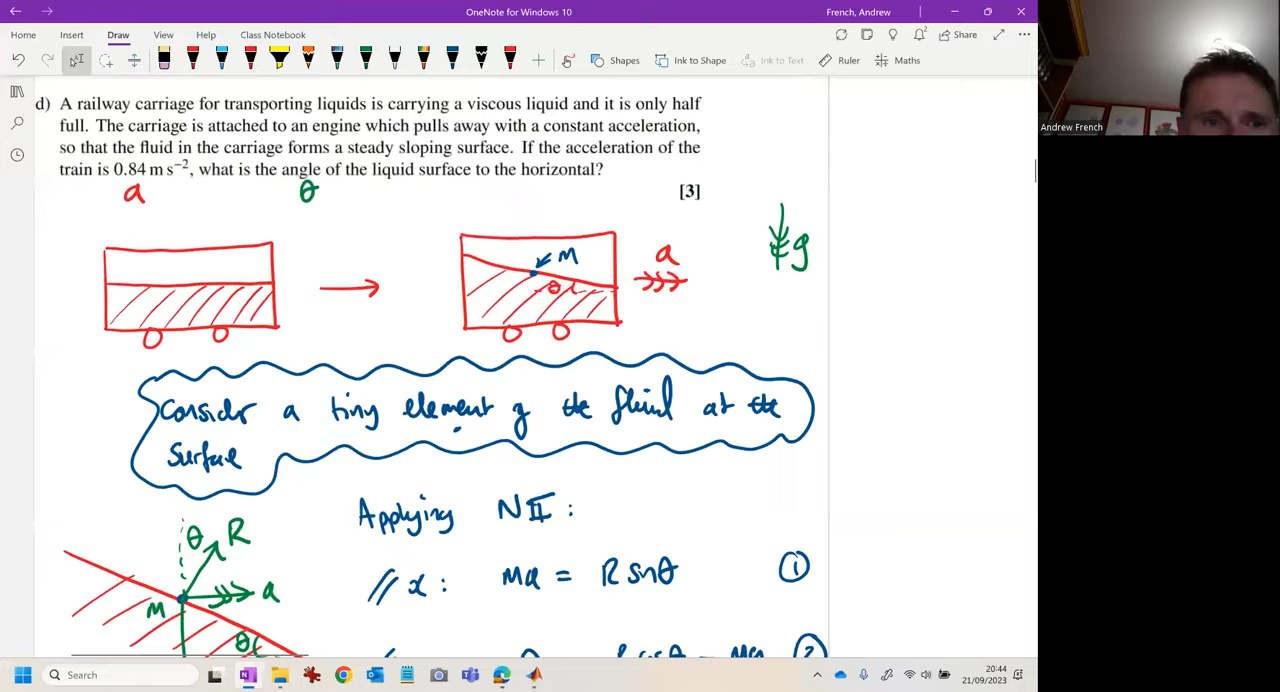 OneNote for Windows 10
French, Andrew
Home Insert Draw View Help Class Notebook
Share
Shapes Ink to Shape Ink to Text Ruler Maths
d) A railway carriage for transporting liquids is carrying a viscous liquid and it is only half
full. The carriage is attached to an engine which pulls away with a constant acceleration,
so that the fluid in the carriage forms a steady sloping surface. If the acceleration of the
train is 0.84 m s⁻², what is the angle of the liquid surface to the horizontal?
[3]
a θ
M a g
θ
Consider a tiny element of the fluid at the
surface
Applying NII:
θ R
// x: Ma = R sinθ ①
a
M
θ
R cosθ - Mg ②
Andrew French
Search
20:44
21/09/2023